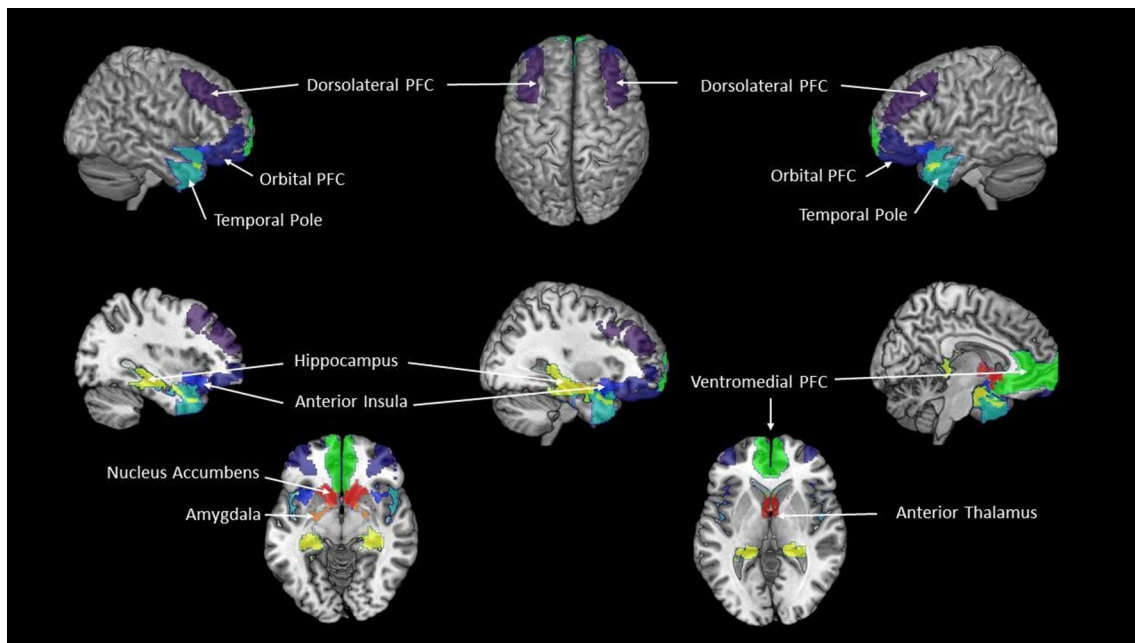 Dorsolateral PFC
Dorsolateral PFC
Orbital PFC
Orbital PFC
Temporal Pole
Temporal Pole
Hippocampus
Ventromedial PFC
Anterior Insula
Nucleus Accumbens
Amygdala
Anterior Thalamus